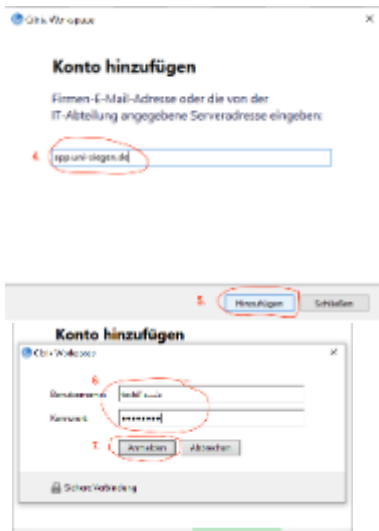 Citrix Workspace
Konto hinzufügen
Firmen-E-Mail-Adresse oder die von der
IT-Abteilung angegebene Serveradresse eingeben:
4. app.uni-siegen.de
5. Hinzufügen Schließen
Konto hinzufügen
Citrix Workspace
6.
Benutzername:
Kennwort: ••••••••
7. Anmelden Abbrechen
Sichere Verbindung